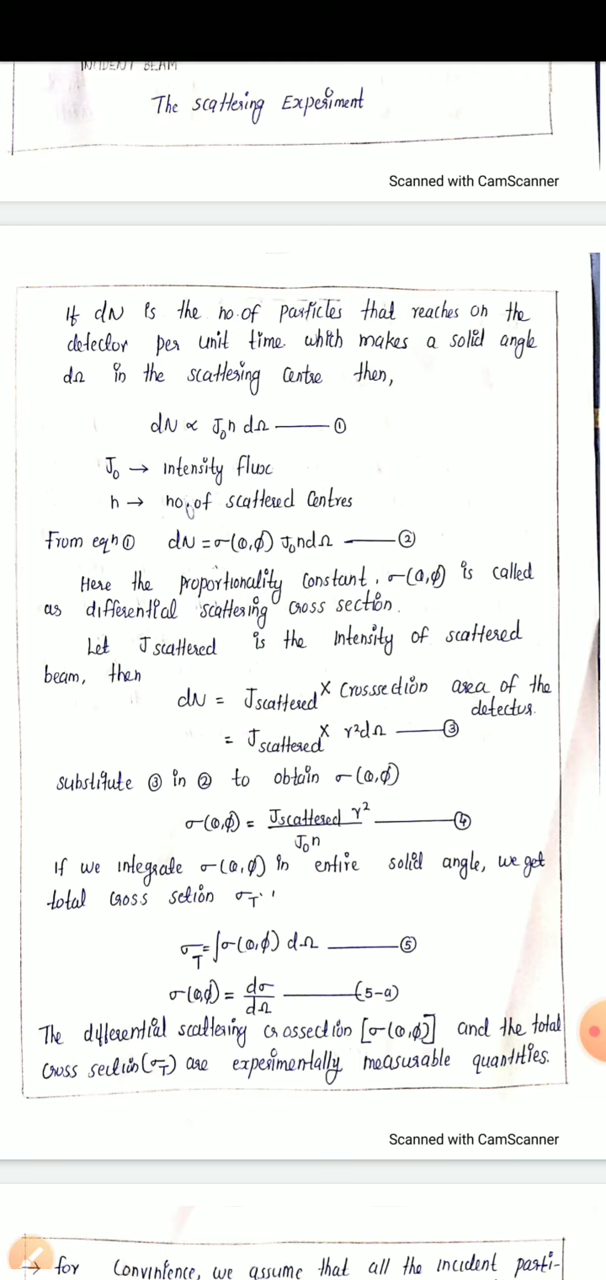 INCIDENT BEAM
The scattering Experiment
Scanned with CamScanner
If dN is the no.of particles that reaches on the
detector per unit time which makes a solid angle
dΩ in the scattering Centre then,
dN ∝ J₀n dΩ —— ①
J₀ → intensity flux
n → no.of scattered Centres
From eqn① dN = σ(θ,ϕ) J₀ndΩ —— ②
Here the proportionality constant, σ(θ,ϕ) is called
as differential scattering cross section.
Let Jscattered is the intensity of scattered
beam, then
dN = Jscattered × Crosssection area of the
detector.
= Jscattered × r²dΩ —— ③
substitute ③ in ② to obtain σ(θ,ϕ)
σ(θ,ϕ) = Jscattered r² / J₀n —— ④
If we integrate σ(θ,ϕ) in entire solid angle, we get
total cross section σT.
σT = ∫σ(θ,ϕ) dΩ —— ⑤
σ(θ,ϕ) = dσ/dΩ —— (5-a)
The differential scattering crossection [σ(θ,ϕ)] and the total
cross section (σT) are experimentally measurable quantities.
Scanned with CamScanner
→ for Convinience, we assume that all the incident parti-